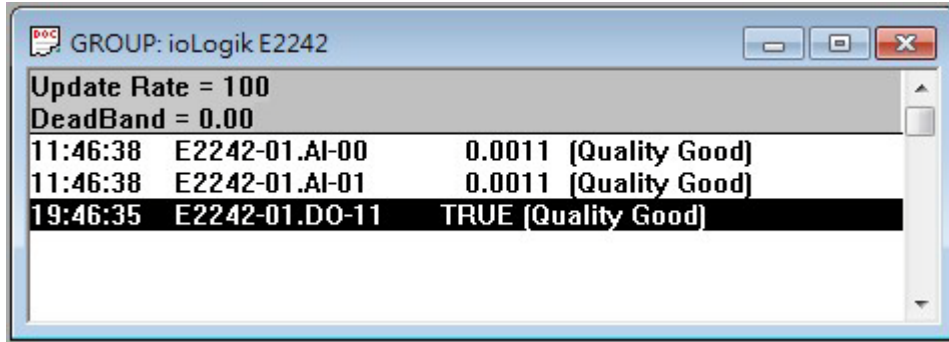 DOC
GROUP: ioLogik E2242
Update Rate = 100
DeadBand = 0.00
11:46:38 E2242-01.AI-00 0.0011 (Quality Good)
11:46:38 E2242-01.AI-01 0.0011 (Quality Good)
19:46:35 E2242-01.DO-11 TRUE (Quality Good)